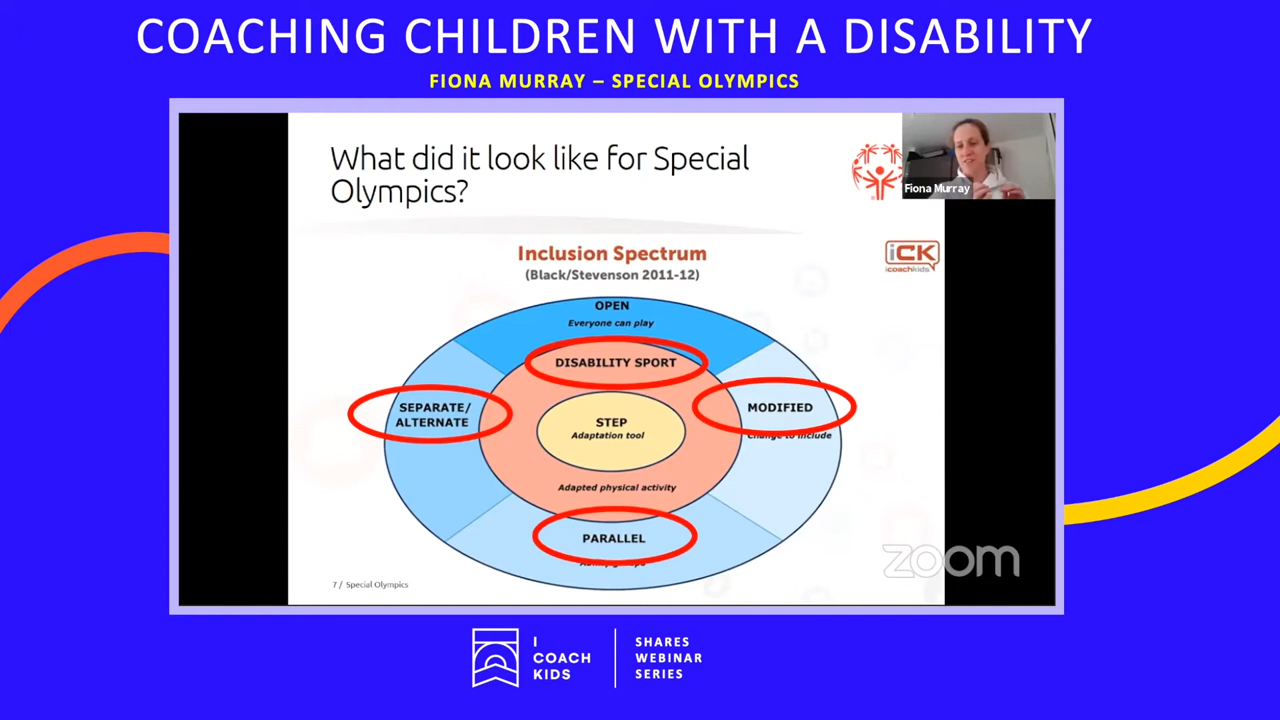 COACHING CHILDREN WITH A DISABILITY
FIONA MURRAY – SPECIAL OLYMPICS
What did it look like for Special
Olympics?
Fiona Murray
iCK
icoachkids
Inclusion Spectrum
(Black/Stevenson 2011-12)
OPEN
Everyone can play
DISABILITY SPORT
SEPARATE/
ALTERNATE
MODIFIED
Change to include
STEP
Adaptation tool
Adapted physical activity
PARALLEL
7 / Special Olympics
zoom
I
COACH
KIDS
SHARES
WEBINAR
SERIES